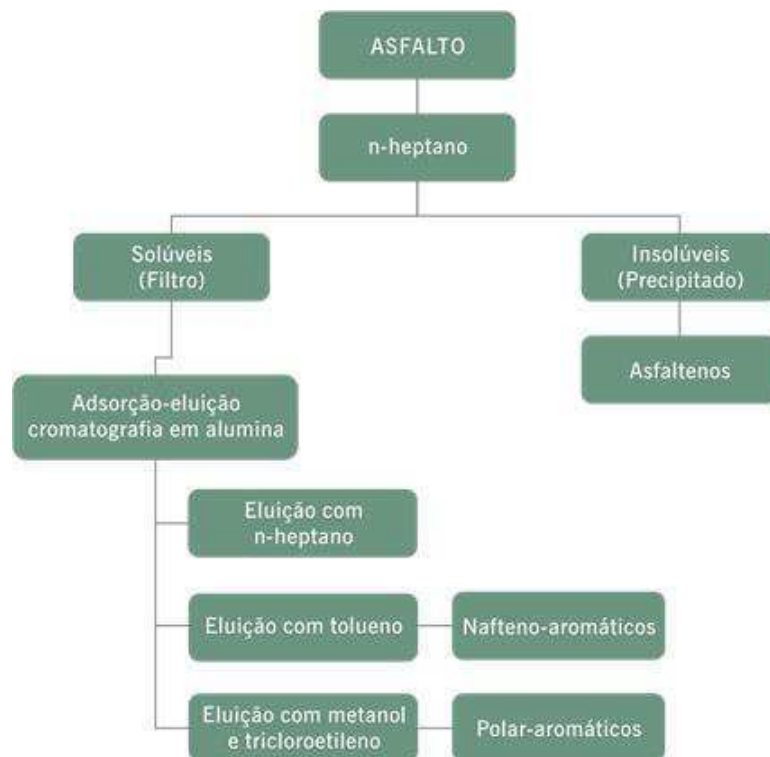 ASFALTO
n-heptano
Solúveis
(Filtro)
Insolúveis
(Precipitado)
Asfaltenos
Adsorção-eluição
cromatografia em alumina
Eluição com
n-heptano
Eluição com tolueno
Nafteno-aromáticos
Eluição com metanol
e tricloroetileno
Polar-aromáticos